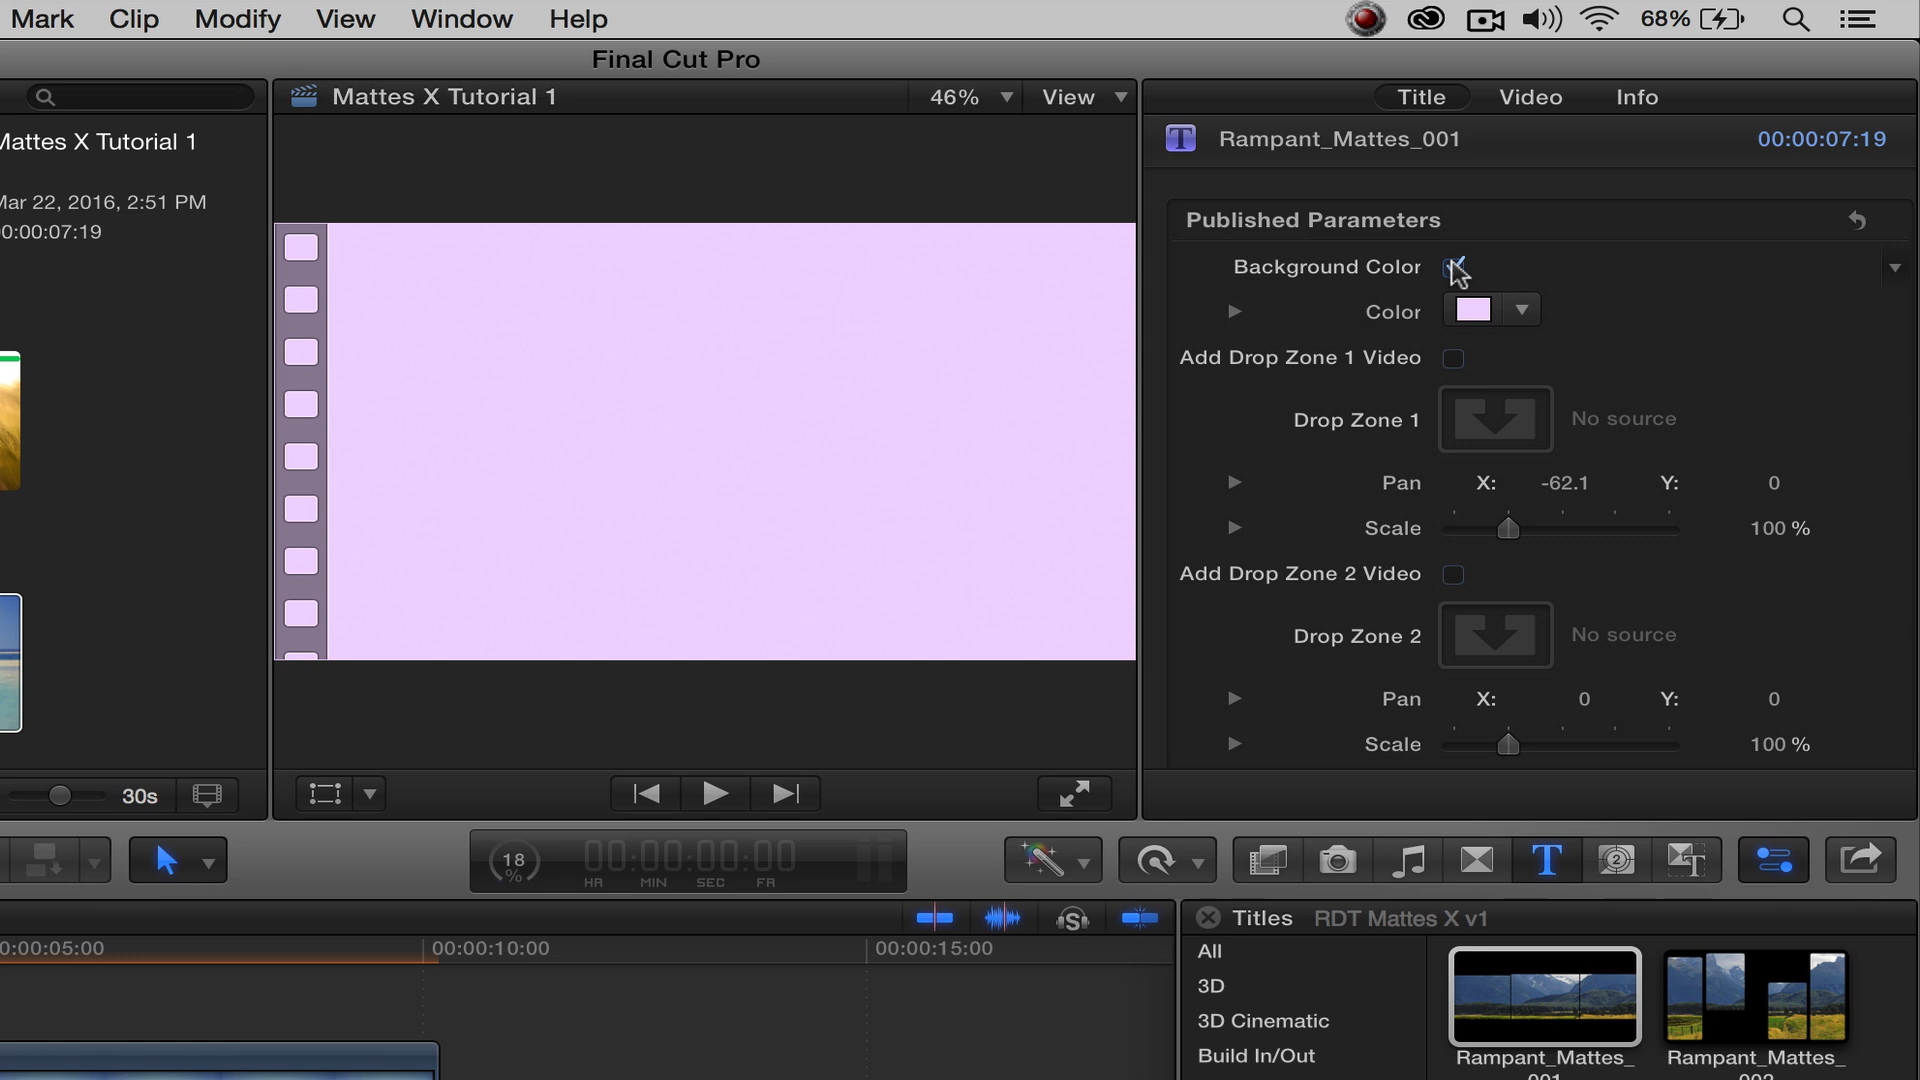 Mark Clip Modify View Window Help 68%
Final Cut Pro
Mattes X Tutorial 1 46% View Title Video Info
Mattes X Tutorial 1
Mar 22, 2016, 2:51 PM
0:00:07:19
Rampant_Mattes_001 00:00:07:19
Published Parameters
Background Color
Color
Add Drop Zone 1 Video
Drop Zone 1 No source
Pan X: -62.1 Y: 0
Scale 100 %
Add Drop Zone 2 Video
Drop Zone 2 No source
Pan X: 0 Y: 0
Scale 100 %
30s
18 % 00:00:00:00
HR MIN SEC FR
Titles RDT Mattes X v1
0:00:05:00 00:00:10:00 00:00:15:00
All
3D
3D Cinematic
Build In/Out
Rampant_Mattes_
001
Rampant_Mattes_